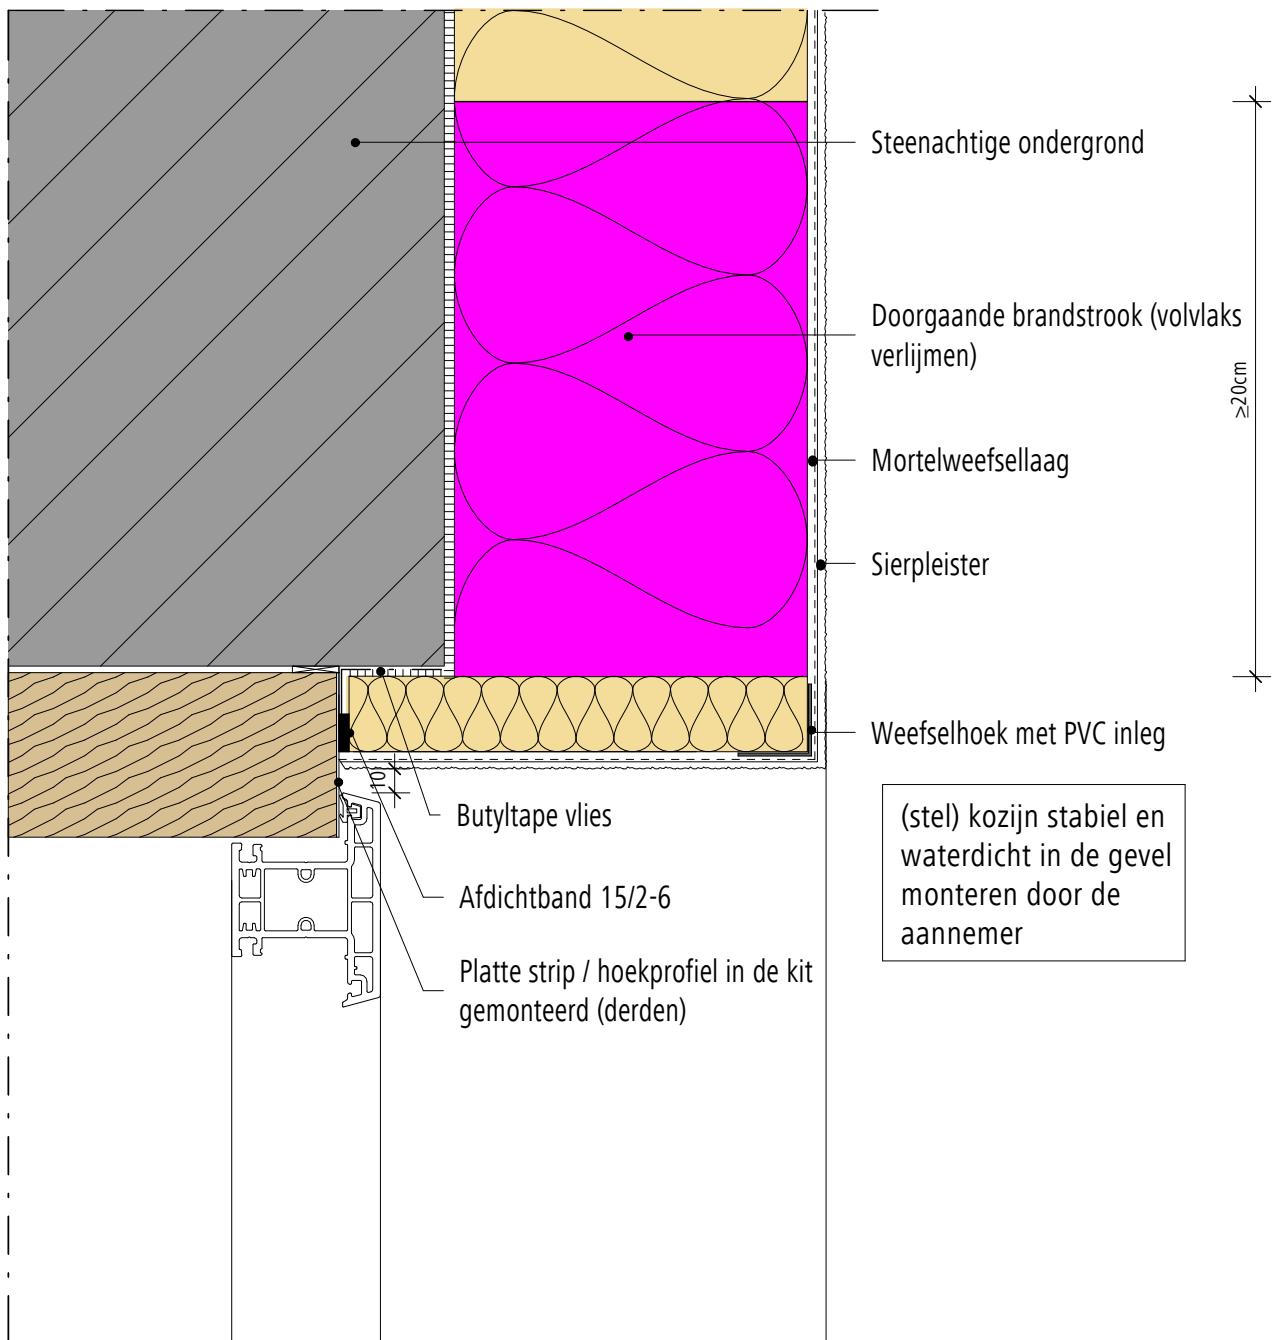 Steenachtige ondergrond
Doorgaande brandstrook (volvlaks
verlijmen)
≥20cm
Mortelweefsellaag
Sierpleister
Weefselhoek met PVC inleg
10
Butyltape vlies
(stel) kozijn stabiel en
waterdicht in de gevel
monteren door de
aannemer
Afdichtband 15/2-6
Platte strip / hoekprofiel in de kit
gemonteerd (derden)